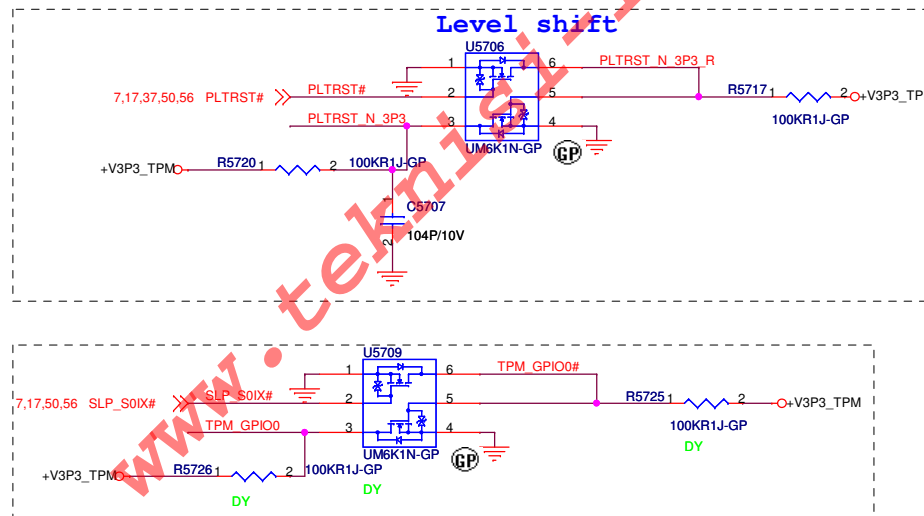 Level shift
U5706
1
6
PLTRST_N_3P3_R
7,17,37,50,56 PLTRST#
PLTRST#
2
5
R5717
1
2
+V3P3_TP
100KR1J-GP
PLTRST_N_3P3
3
4
UM6K1N-GP
GP
+V3P3_TPM
R5720
1
2
100KR1J-GP
1
C5707
104P/10V
2
U5709
1
6
TPM_GPIO0#
7,17,50,56 SLP_S0IX#
SLP_S0IX#
2
5
R5725
1
2
+V3P3_TPM
100KR1J-GP
DY
TPM_GPIO0
3
4
UM6K1N-GP
GP
DY
+V3P3_TPM
R5726
1
2
100KR1J-GP
DY
www.teknisi-